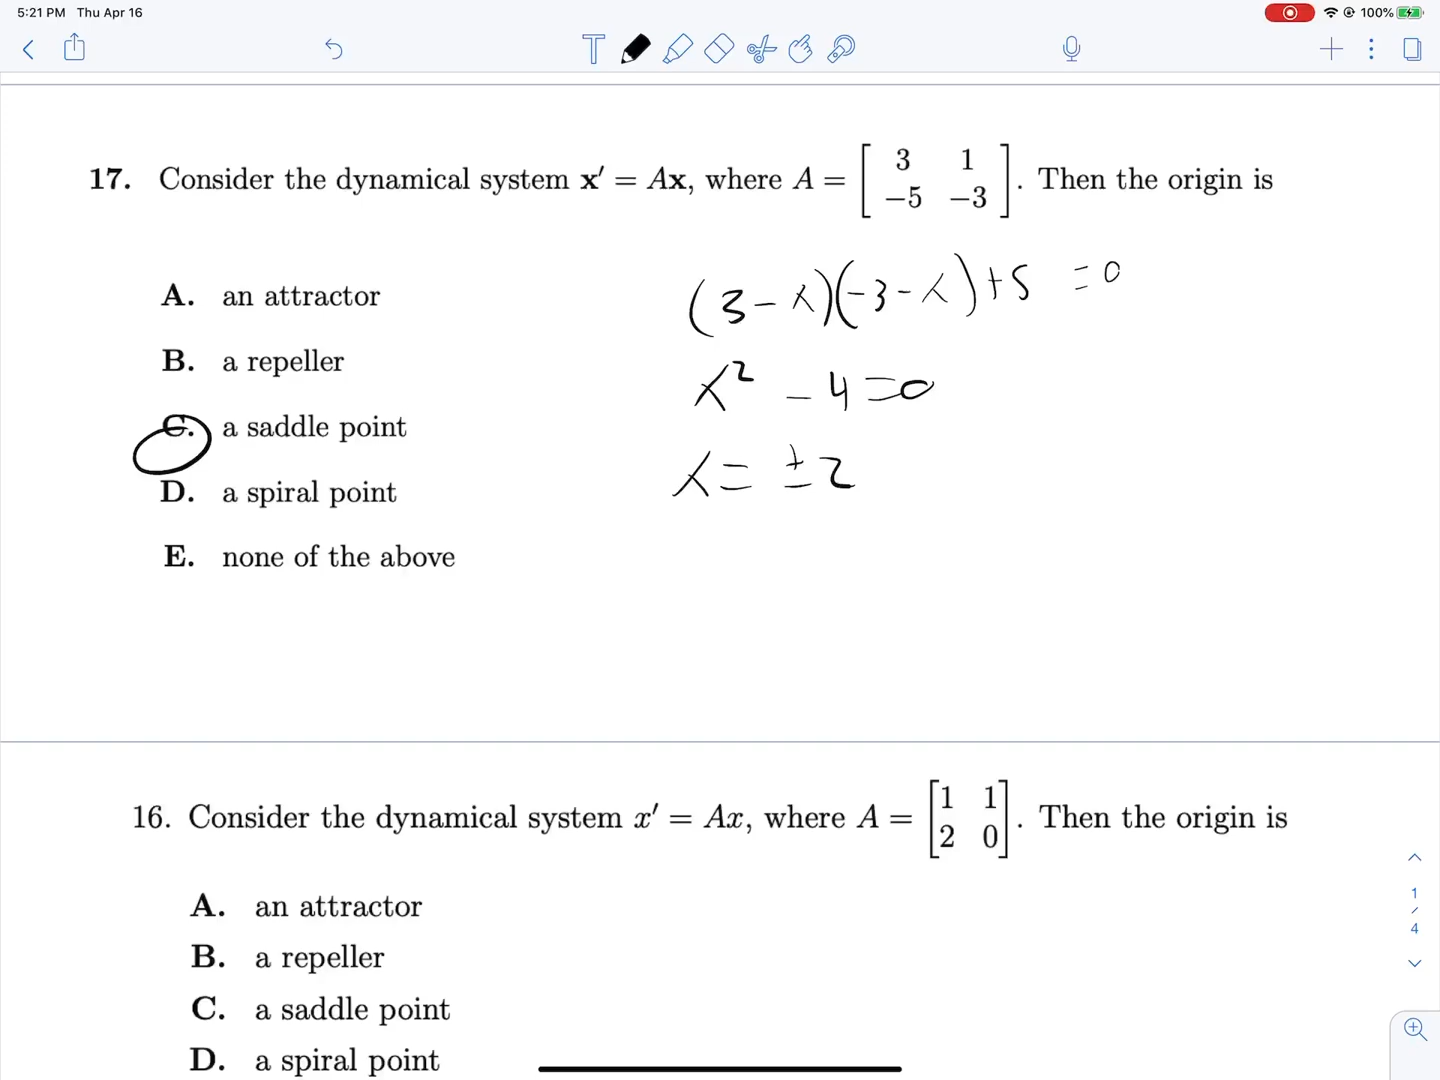 5:21 PM Thu Apr 16 100%
17. Consider the dynamical system x′ = Ax, where A = [3 1; −5 −3]. Then the origin is
A. an attractor
B. a repeller
C. a saddle point
D. a spiral point
E. none of the above
(3 − λ)(−3 − λ) + 5 = 0
λ² − 4 = 0
λ = ±2
16. Consider the dynamical system x′ = Ax, where A = [1 1; 2 0]. Then the origin is
A. an attractor
B. a repeller
C. a saddle point
D. a spiral point
1
/
4